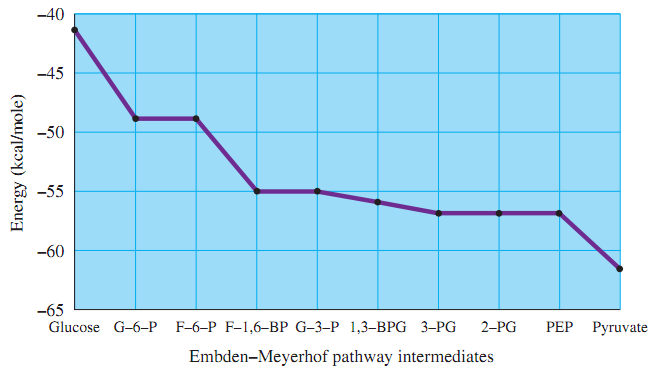 –40
–45
–50
–55
–60
–65
Energy (kcal/mole)
Glucose G–6–P F–6–P F–1,6–BP G–3–P 1,3–BPG 3–PG 2–PG PEP Pyruvate
Embden–Meyerhof pathway intermediates